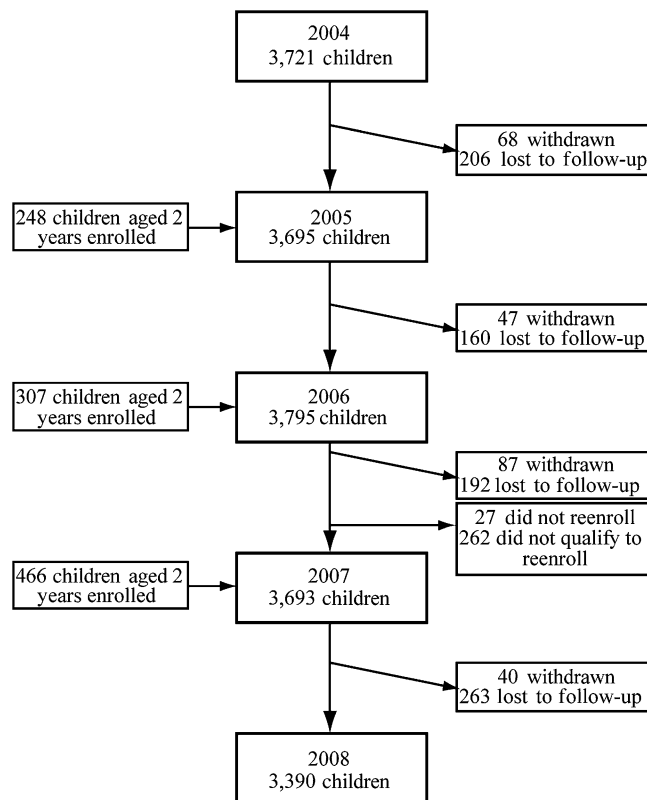 2004
3,721 children
68 withdrawn
206 lost to follow-up
248 children aged 2
years enrolled
2005
3,695 children
47 withdrawn
160 lost to follow-up
307 children aged 2
years enrolled
2006
3,795 children
87 withdrawn
192 lost to follow-up
27 did not reenroll
262 did not qualify to
reenroll
466 children aged 2
years enrolled
2007
3,693 children
40 withdrawn
263 lost to follow-up
2008
3,390 children